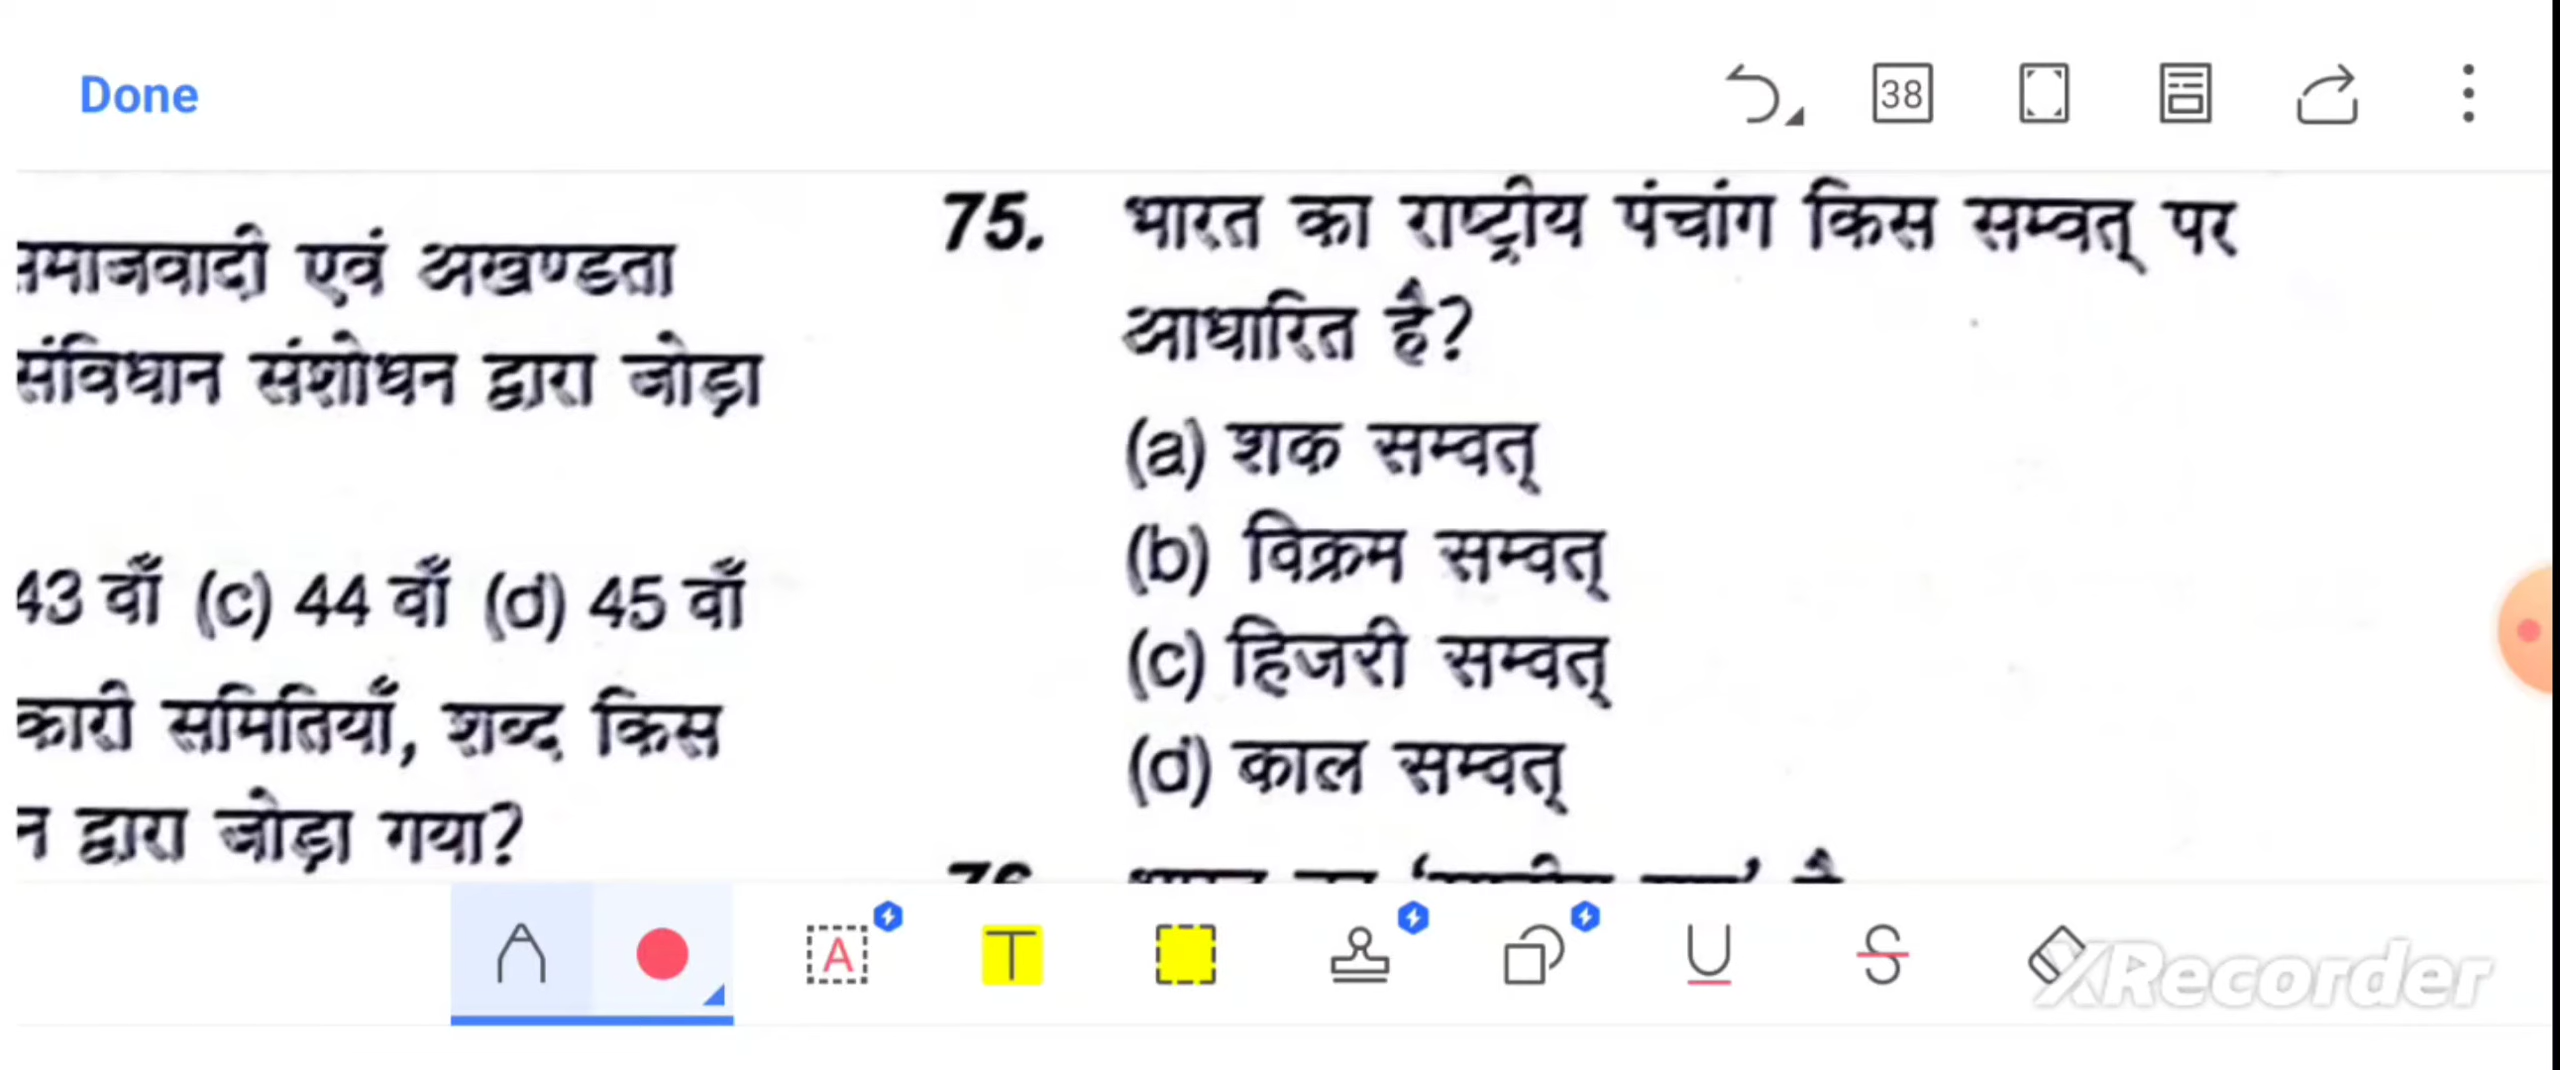 Done
38
समाजवादी एवं अखण्डता
संविधान संशोधन द्वारा जोड़ा
43 वाँ (c) 44 वाँ (d) 45 वाँ
कारी समितियाँ, शब्द किस
न द्वारा जोड़ा गया?
75. भारत का राष्ट्रीय पंचांग किस सम्वत् पर
आधारित है?
(a) शक सम्वत्
(b) विक्रम सम्वत्
(c) हिजरी सम्वत्
(d) काल सम्वत्
XRecorder